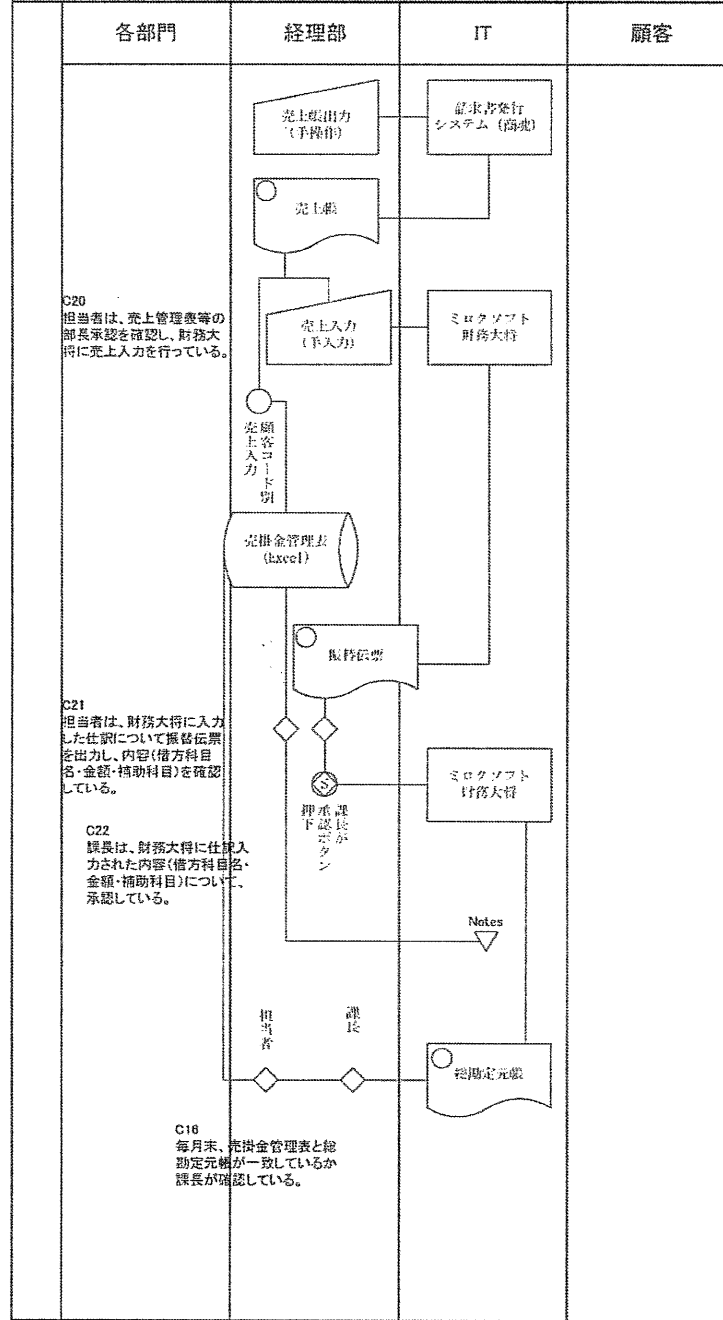 各部門
経理部
IT
顧客
売上帳出力
(手操作)
請求書発行
システム (商魂)
売上帳
C20
担当者は、売上管理表等の
部長承認を確認し、財務大
将に売上入力を行っている。
売上入力
(手入力)
ミロクソフト
財務大将
顧客コード別
売上入力
売掛金管理表
(Excel)
振替伝票
C21
担当者は、財務大将に入力
した仕訳について振替伝票
を出力し、内容(借方科目
名・金額・補助科目)を確認
している。
S
課長が
承認ボタン
押下
ミロクソフト
財務大将
C22
課長は、財務大将に仕訳入
力された内容(借方科目名・
金額・補助科目)について、
承認している。
Notes
担当者
課長
総勘定元帳
C16
毎月末、売掛金管理表と総
勘定元帳が一致しているか
課長が確認している。